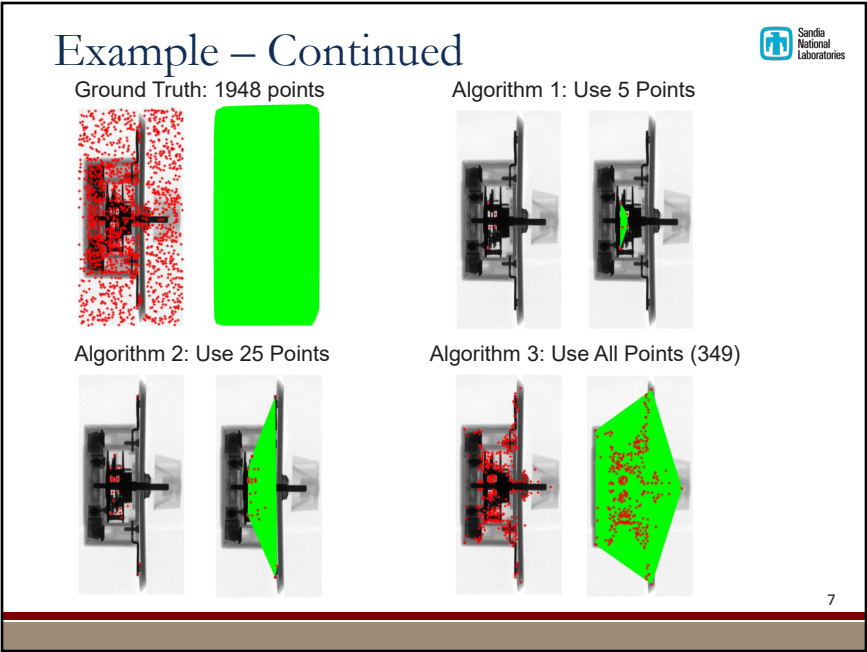 Example – Continued
Sandia
National
Laboratories
Ground Truth: 1948 points
Algorithm 1: Use 5 Points
Algorithm 2: Use 25 Points
Algorithm 3: Use All Points (349)
7